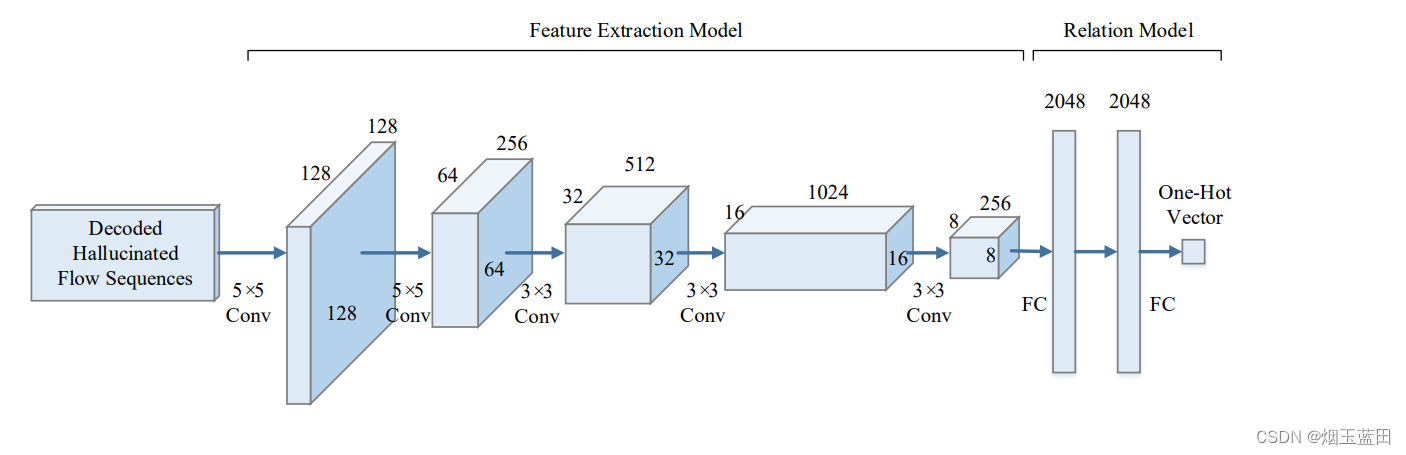 Feature Extraction Model
Relation Model
Decoded
Hallucinated
Flow Sequences
5×5
Conv
128
128
128
5×5
Conv
64
256
64
3×3
Conv
32
512
32
3×3
Conv
16
1024
16
3×3
Conv
8
256
8
FC
2048
2048
FC
One-Hot
Vector
CSDN @烟玉蓝田